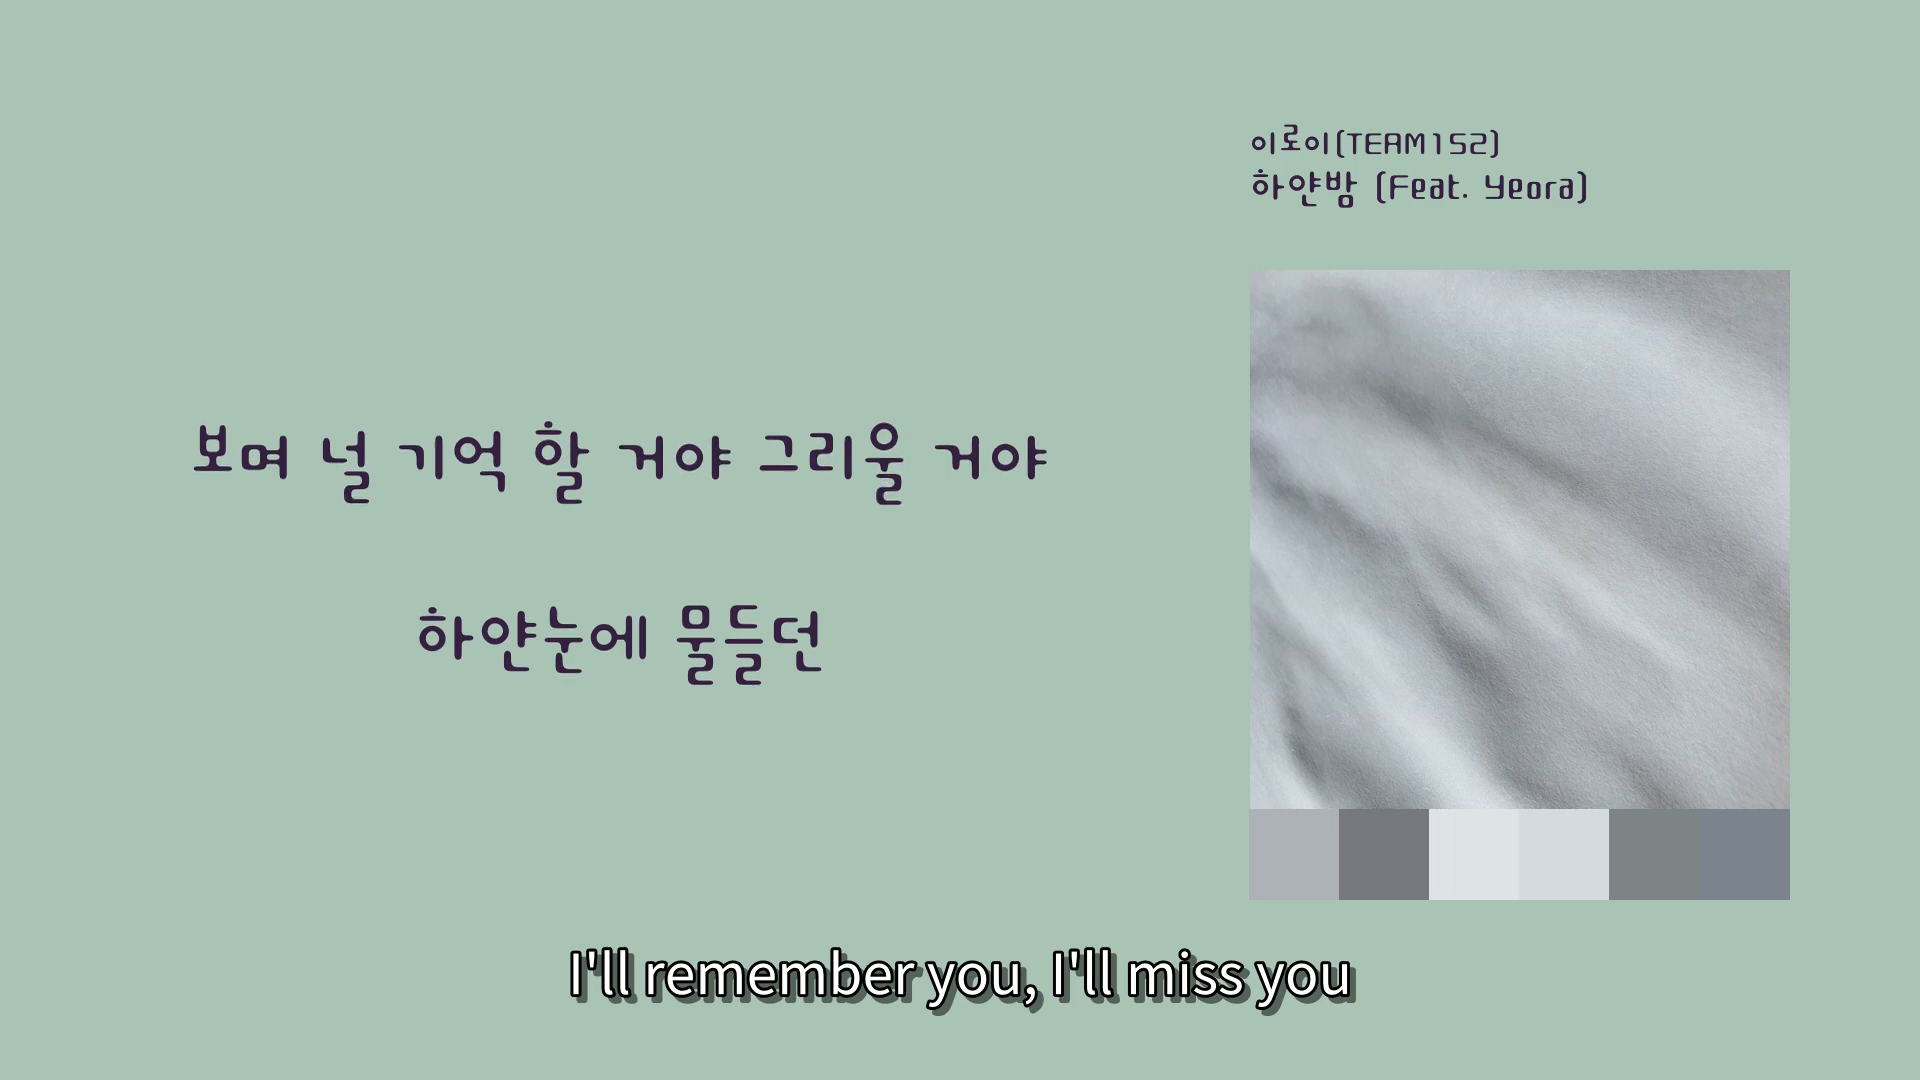 이로이(TEAM152)
하얀밤 (Feat. Yeora)
보며 널 기억 할 거야 그리울 거야
하얀눈에 물들던
I'll remember you, I'll miss you